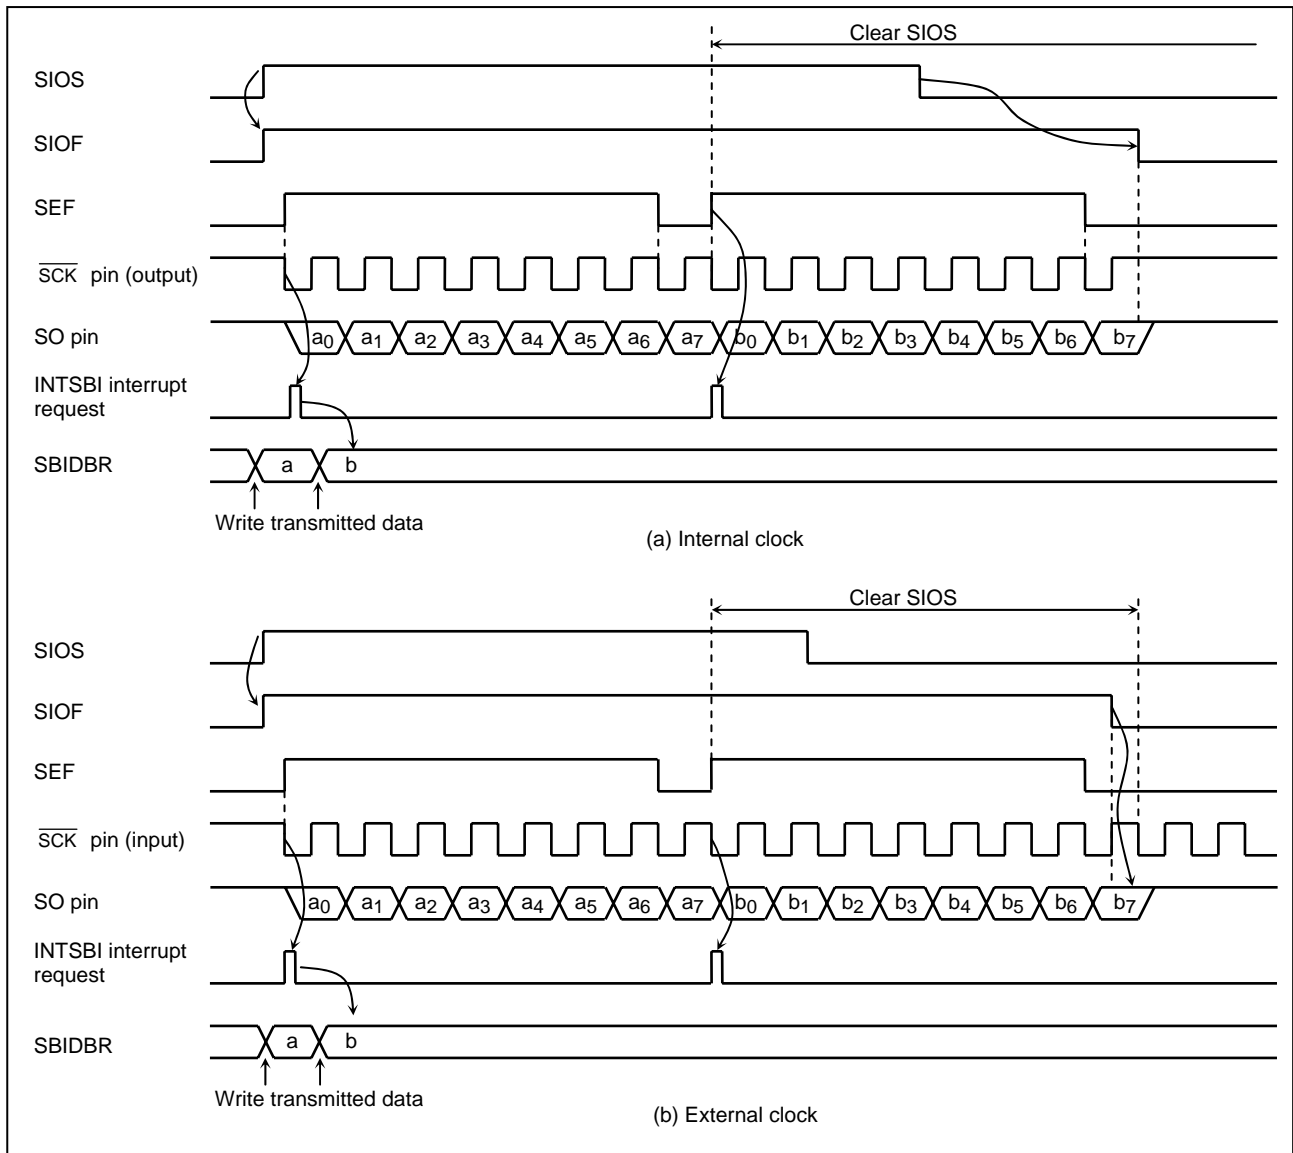 Clear SIOS
SIOS
SIOF
SEF
SCK pin (output)
SO pin
a0 a1 a2 a3 a4 a5 a6 a7 b0 b1 b2 b3 b4 b5 b6 b7
INTSBI interrupt
request
SBIDBR
a b
Write transmitted data
(a) Internal clock
Clear SIOS
SIOS
SIOF
SEF
SCK pin (input)
SO pin
a0 a1 a2 a3 a4 a5 a6 a7 b0 b1 b2 b3 b4 b5 b6 b7
INTSBI interrupt
request
SBIDBR
a b
Write transmitted data
(b) External clock